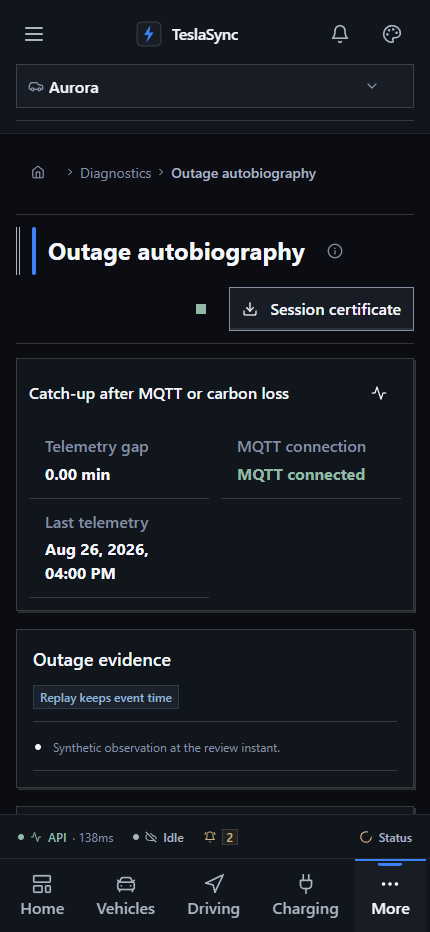 TeslaSync
Aurora
Diagnostics
Outage autobiography
Outage autobiography
Session certificate
Catch-up after MQTT or carbon loss
Telemetry gap
0.00 min
MQTT connection
MQTT connected
Last telemetry
Aug 26, 2026,
04:00 PM
Outage evidence
Replay keeps event time
Synthetic observation at the review instant.
API · 138ms
Idle
2
Status
Home
Vehicles
Driving
Charging
More